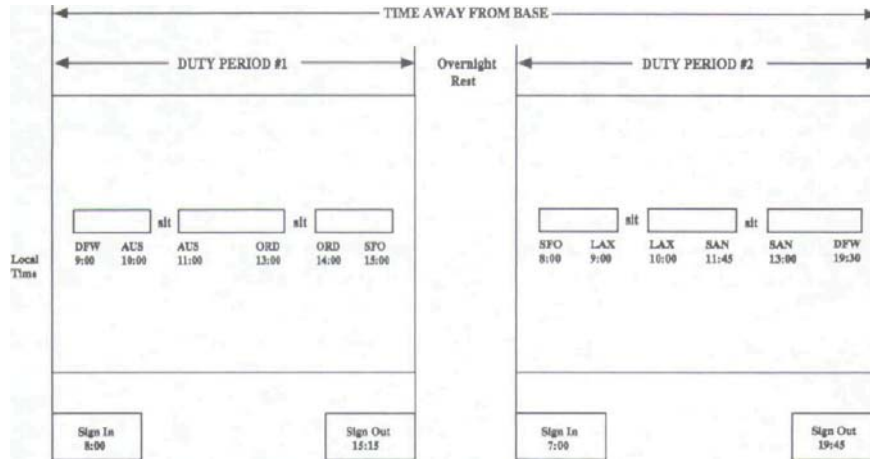 TIME AWAY FROM BASE
DUTY PERIOD #1
Overnight
Rest
DUTY PERIOD #2
sit
sit
sit
sit
DFW AUS AUS ORD ORD SFO
9:00 10:00 11:00 13:00 14:00 15:00
SFO LAX LAX SAN SAN DFW
8:00 9:00 10:00 11:45 13:00 19:30
Local
Time
Sign In
8:00
Sign Out
15:15
Sign In
7:00
Sign Out
19:45